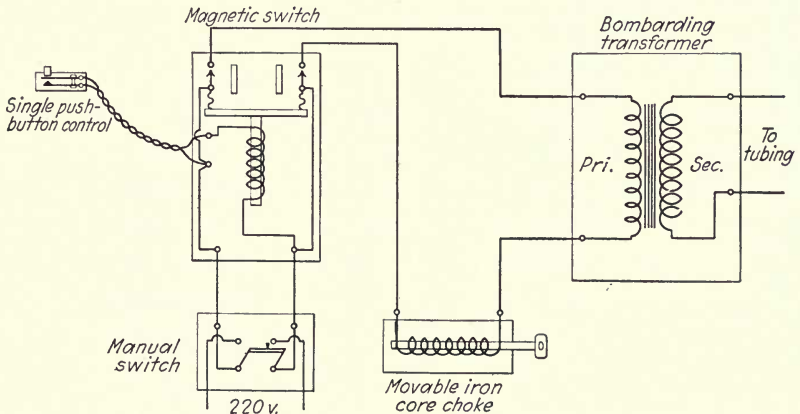 Magnetic switch
Bombarding
transformer
Single push-
button control
To
tubing
Pri.
Sec.
Manual
switch
220 v.
Movable iron
core choke